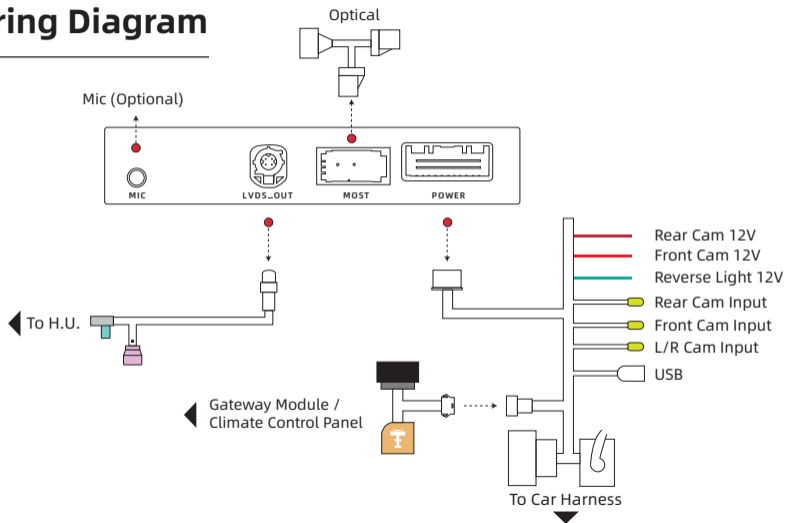 ring Diagram
Optical
Mic (Optional)
MIC
LVDS_OUT
MOST
POWER
Rear Cam 12V
Front Cam 12V
Reverse Light 12V
Rear Cam Input
Front Cam Input
L/R Cam Input
USB
To H.U.
Gateway Module /
Climate Control Panel
To Car Harness